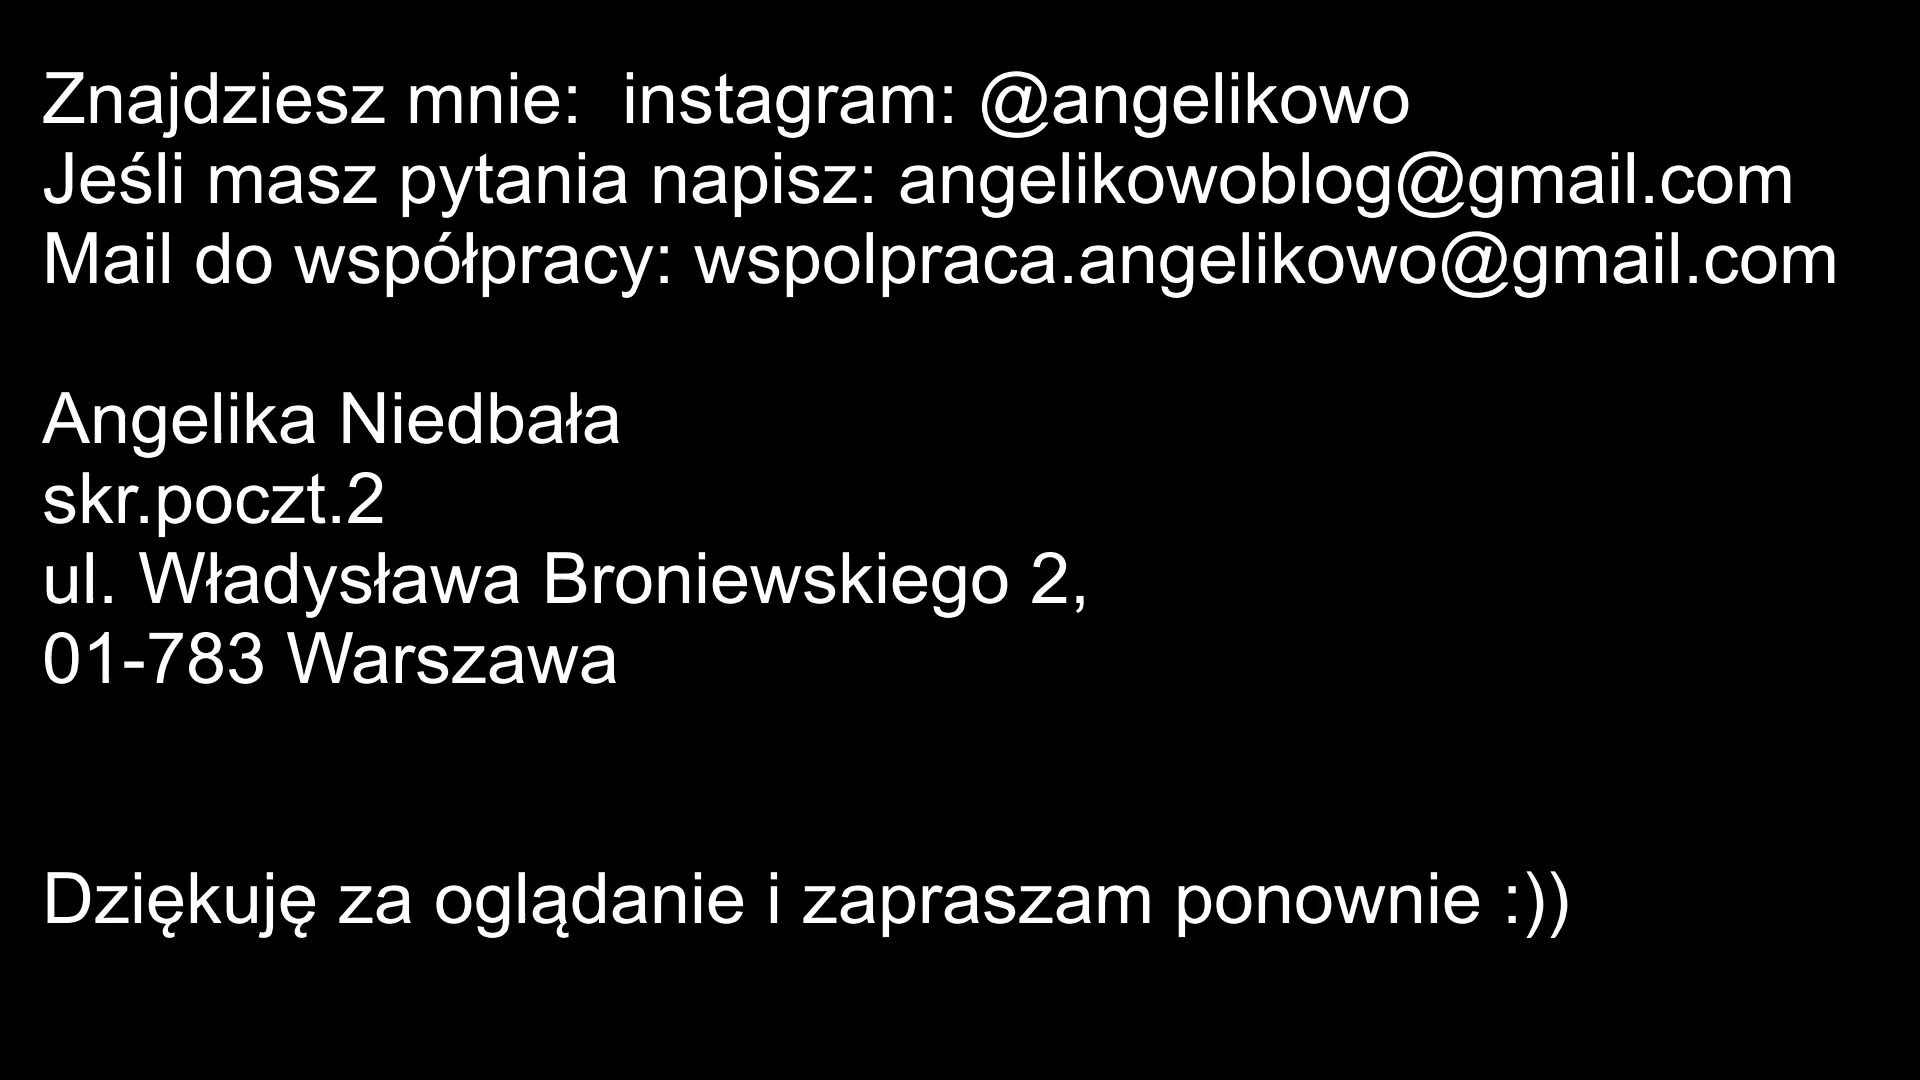 Znajdziesz mnie:  instagram: @angelikowo
Jeśli masz pytania napisz: angelikowoblog@gmail.com
Mail do współpracy: wspolpraca.angelikowo@gmail.com
Angelika Niedbała
skr.poczt.2
ul. Władysława Broniewskiego 2,
01-783 Warszawa
Dziękuję za oglądanie i zapraszam ponownie :))